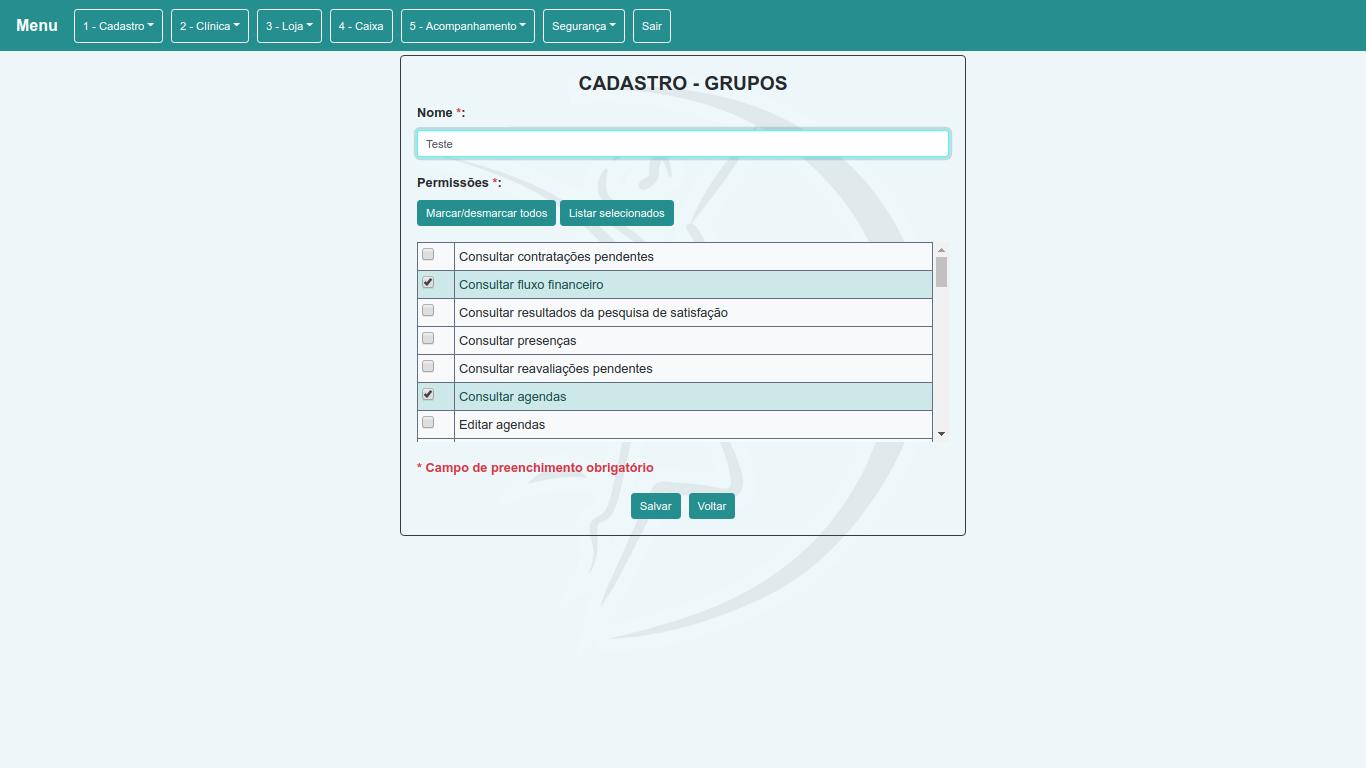 Menu 1 - Cadastro 2 - Clínica 3 - Loja 4 - Caixa 5 - Acompanhamento Segurança Sair
CADASTRO - GRUPOS
Nome *:
Teste
Permissões *:
Marcar/desmarcar todos Listar selecionados
Consultar contratações pendentes
Consultar fluxo financeiro
Consultar resultados da pesquisa de satisfação
Consultar presenças
Consultar reavaliações pendentes
Consultar agendas
Editar agendas
* Campo de preenchimento obrigatório
Salvar Voltar